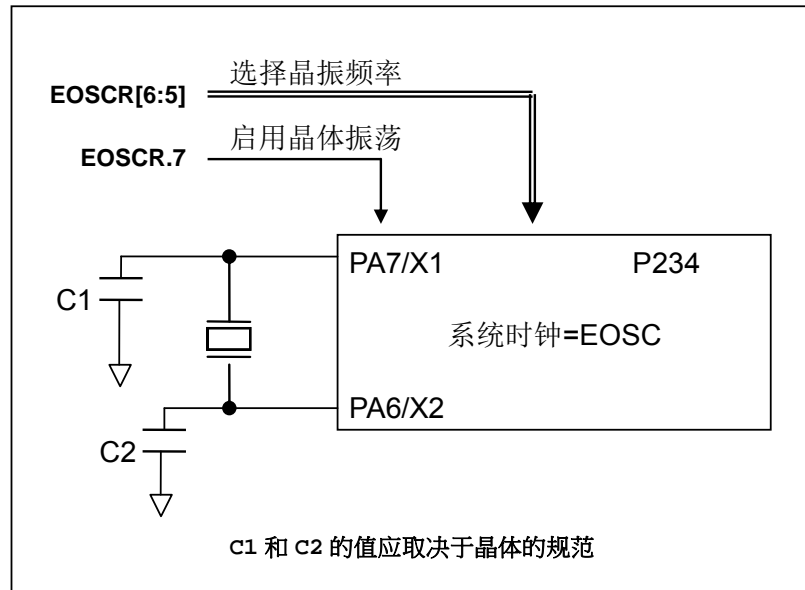 选择晶振频率
EOSCR[6:5]
启用晶体振荡
EOSCR.7
PA7/X1
P234
C1
系统时钟=EOSC
PA6/X2
C2
C1 和 C2 的值应取决于晶体的规范